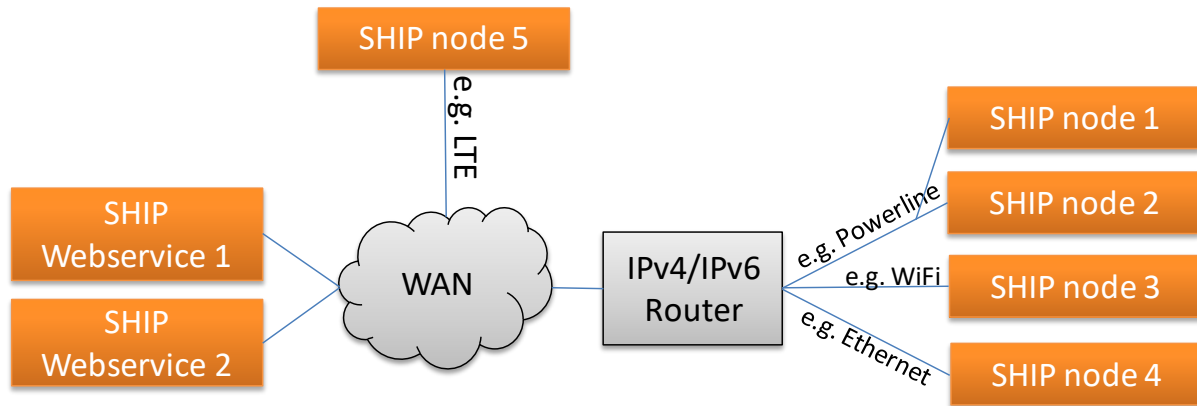 SHIP node 5
e.g. LTE
SHIP node 1
SHIP
Webservice 1
SHIP node 2
e.g. Powerline
WAN
IPv4/IPv6
Router
e.g. WiFi
SHIP node 3
SHIP
Webservice 2
e.g. Ethernet
SHIP node 4